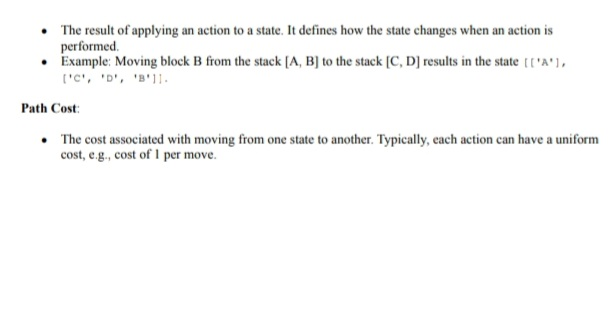 • The result of applying an action to a state. It defines how the state changes when an action is
performed.
• Example: Moving block B from the stack [A, B] to the stack [C, D] results in the state [['A'],
['C', 'D', 'B']].
Path Cost:
• The cost associated with moving from one state to another. Typically, each action can have a uniform
cost, e.g., cost of 1 per move.